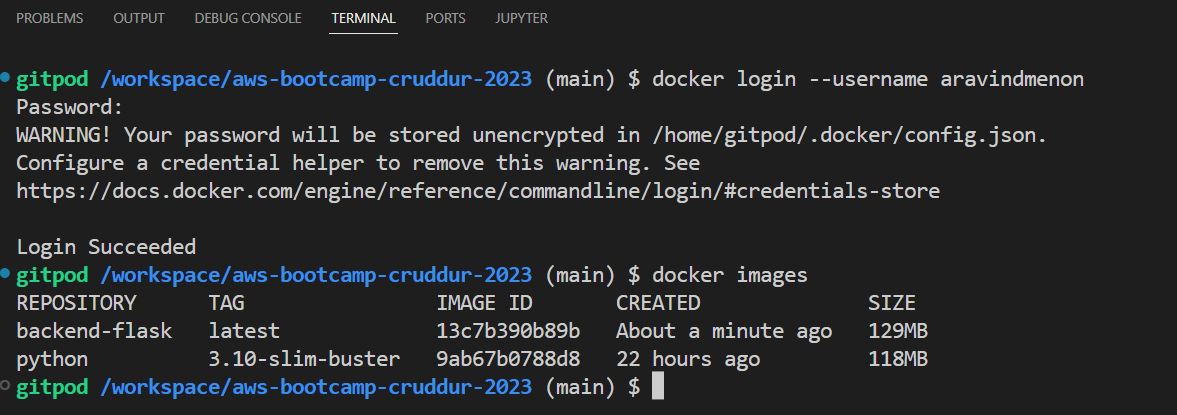 PROBLEMS OUTPUT DEBUG CONSOLE TERMINAL PORTS JUPYTER
gitpod /workspace/aws-bootcamp-cruddur-2023 (main) $ docker login --username aravindmenon
Password:
WARNING! Your password will be stored unencrypted in /home/gitpod/.docker/config.json.
Configure a credential helper to remove this warning. See
https://docs.docker.com/engine/reference/commandline/login/#credentials-store
Login Succeeded
gitpod /workspace/aws-bootcamp-cruddur-2023 (main) $ docker images
REPOSITORY TAG IMAGE ID CREATED SIZE
backend-flask latest 13c7b390b89b About a minute ago 129MB
python 3.10-slim-buster 9ab67b0788d8 22 hours ago 118MB
gitpod /workspace/aws-bootcamp-cruddur-2023 (main) $